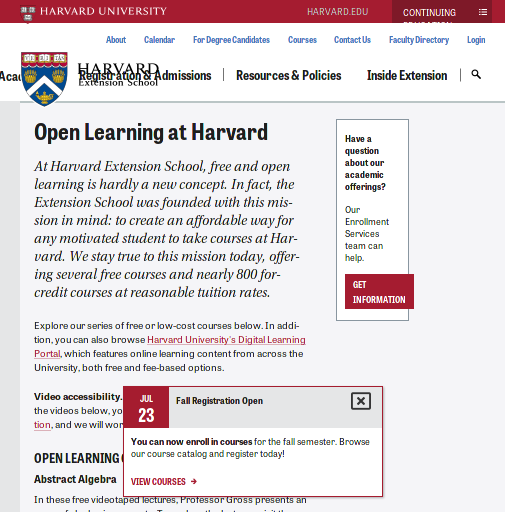 HARVARD UNIVERSITY
HARVARD.EDU
CONTINUING
About
Calendar
For Degree Candidates
Courses
Contact Us
Faculty Directory
Login
HARVARD
Extension School
Registration & Admissions
Resources & Policies
Inside Extension
Open Learning at Harvard
At Harvard Extension School, free and open
learning is hardly a new concept. In fact, the
Extension School was founded with this mis-
sion in mind: to create an affordable way for
any motivated student to take courses at Har-
vard. We stay true to this mission today, offer-
ing several free courses and nearly 800 for-
credit courses at reasonable tuition rates.
Have a
question
about our
academic
offerings?
Our
Enrollment
Services
team can
help.
GET
INFORMATION
Explore our series of free or low-cost courses below. In addi-
tion, you can also browse Harvard University's Digital Learning
Portal, which features online learning content from across the
University, both free and fee-based options.
Video accessibility.
the videos below, yo
tion, and we will wor
JUL
23
Fall Registration Open
You can now enroll in courses for the fall semester. Browse
our course catalog and register today!
VIEW COURSES
OPEN LEARNING
Abstract Algebra
In these free videotaped lectures, Professor Gross presents an